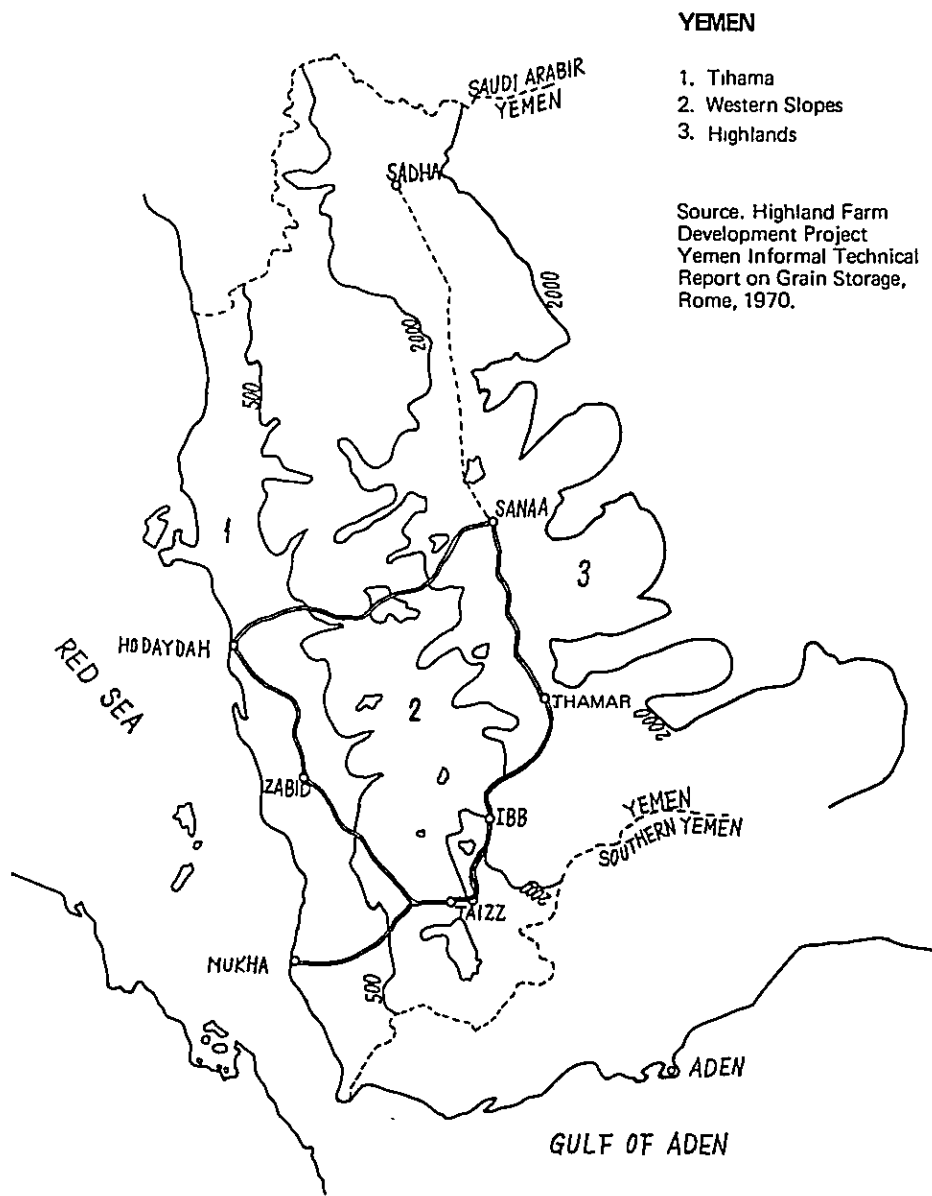 YEMEN
1. Tihama
2. Western Slopes
3. Highlands
Source. Highland Farm
Development Project
Yemen Informal Technical
Report on Grain Storage,
Rome, 1970.
SAUDI ARABIR
YEMEN
SADHA
2000
2000
500
SANAA
1
3
HODAYDAH
RED SEA
THAMAR
2
2000
ZABID
IBB
YEMEN
SOUTHERN YEMEN
2000
TAIZZ
MUKHA
500
ADEN
GULF OF ADEN